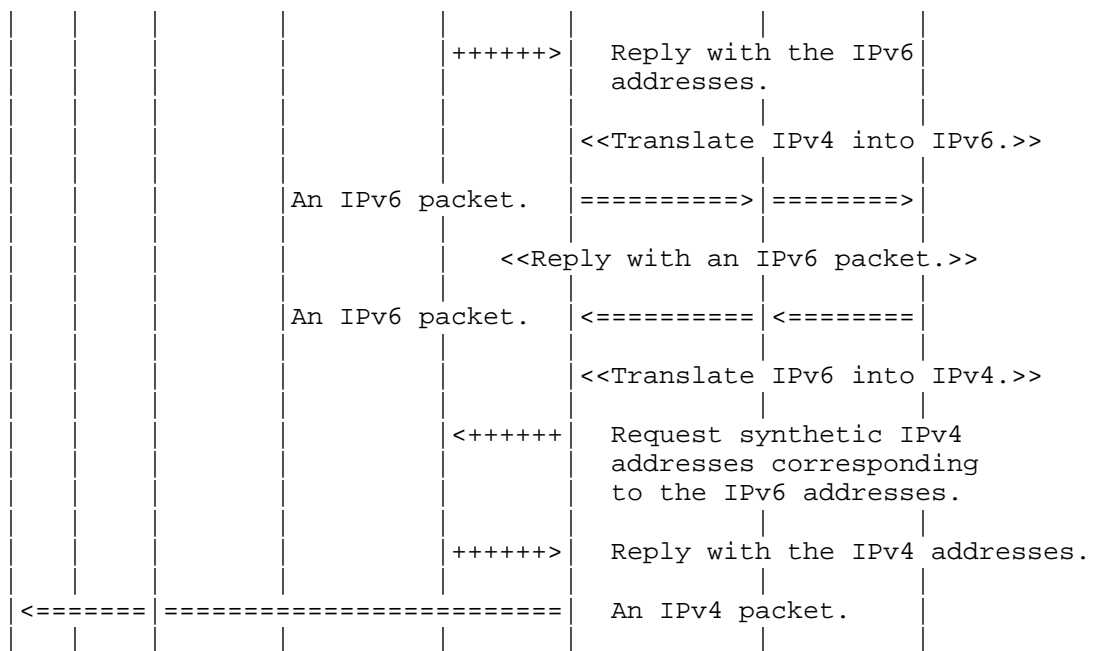 |    |    |       |         |++++++>|  Reply with the IPv6|
addresses.
<<Translate IPv4 into IPv6.>>
An IPv6 packet. |==========>|========>|
<<Reply with an IPv6 packet.>>
An IPv6 packet. |<==========|<========|
<<Translate IPv6 into IPv4.>>
|<++++++| Request synthetic IPv4
addresses corresponding
to the IPv6 addresses.
|++++++>| Reply with the IPv4 addresses.
|<=======|=========================| An IPv4 packet.